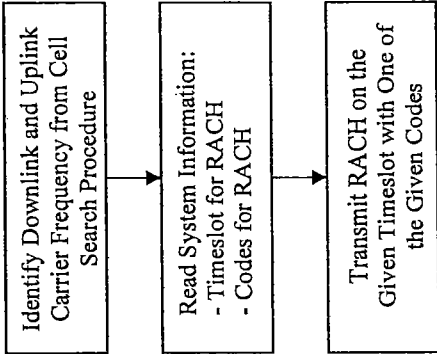 Identify Downlink and Uplink
Carrier Frequency from Cell
Search Procedure
Read System Information:
- Timeslot for RACH
- Codes for RACH
Transmit RACH on the
Given Timeslot with One of
the Given Codes